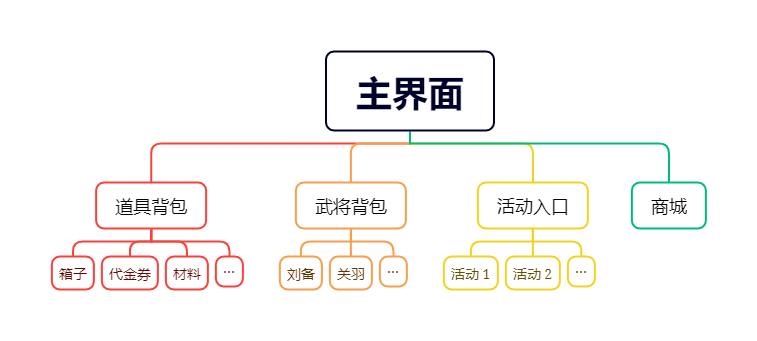 主界面
道具背包
武将背包
活动入口
商城
箱子
代金券
材料
...
刘备
关羽
...
活动 1
活动 2
...